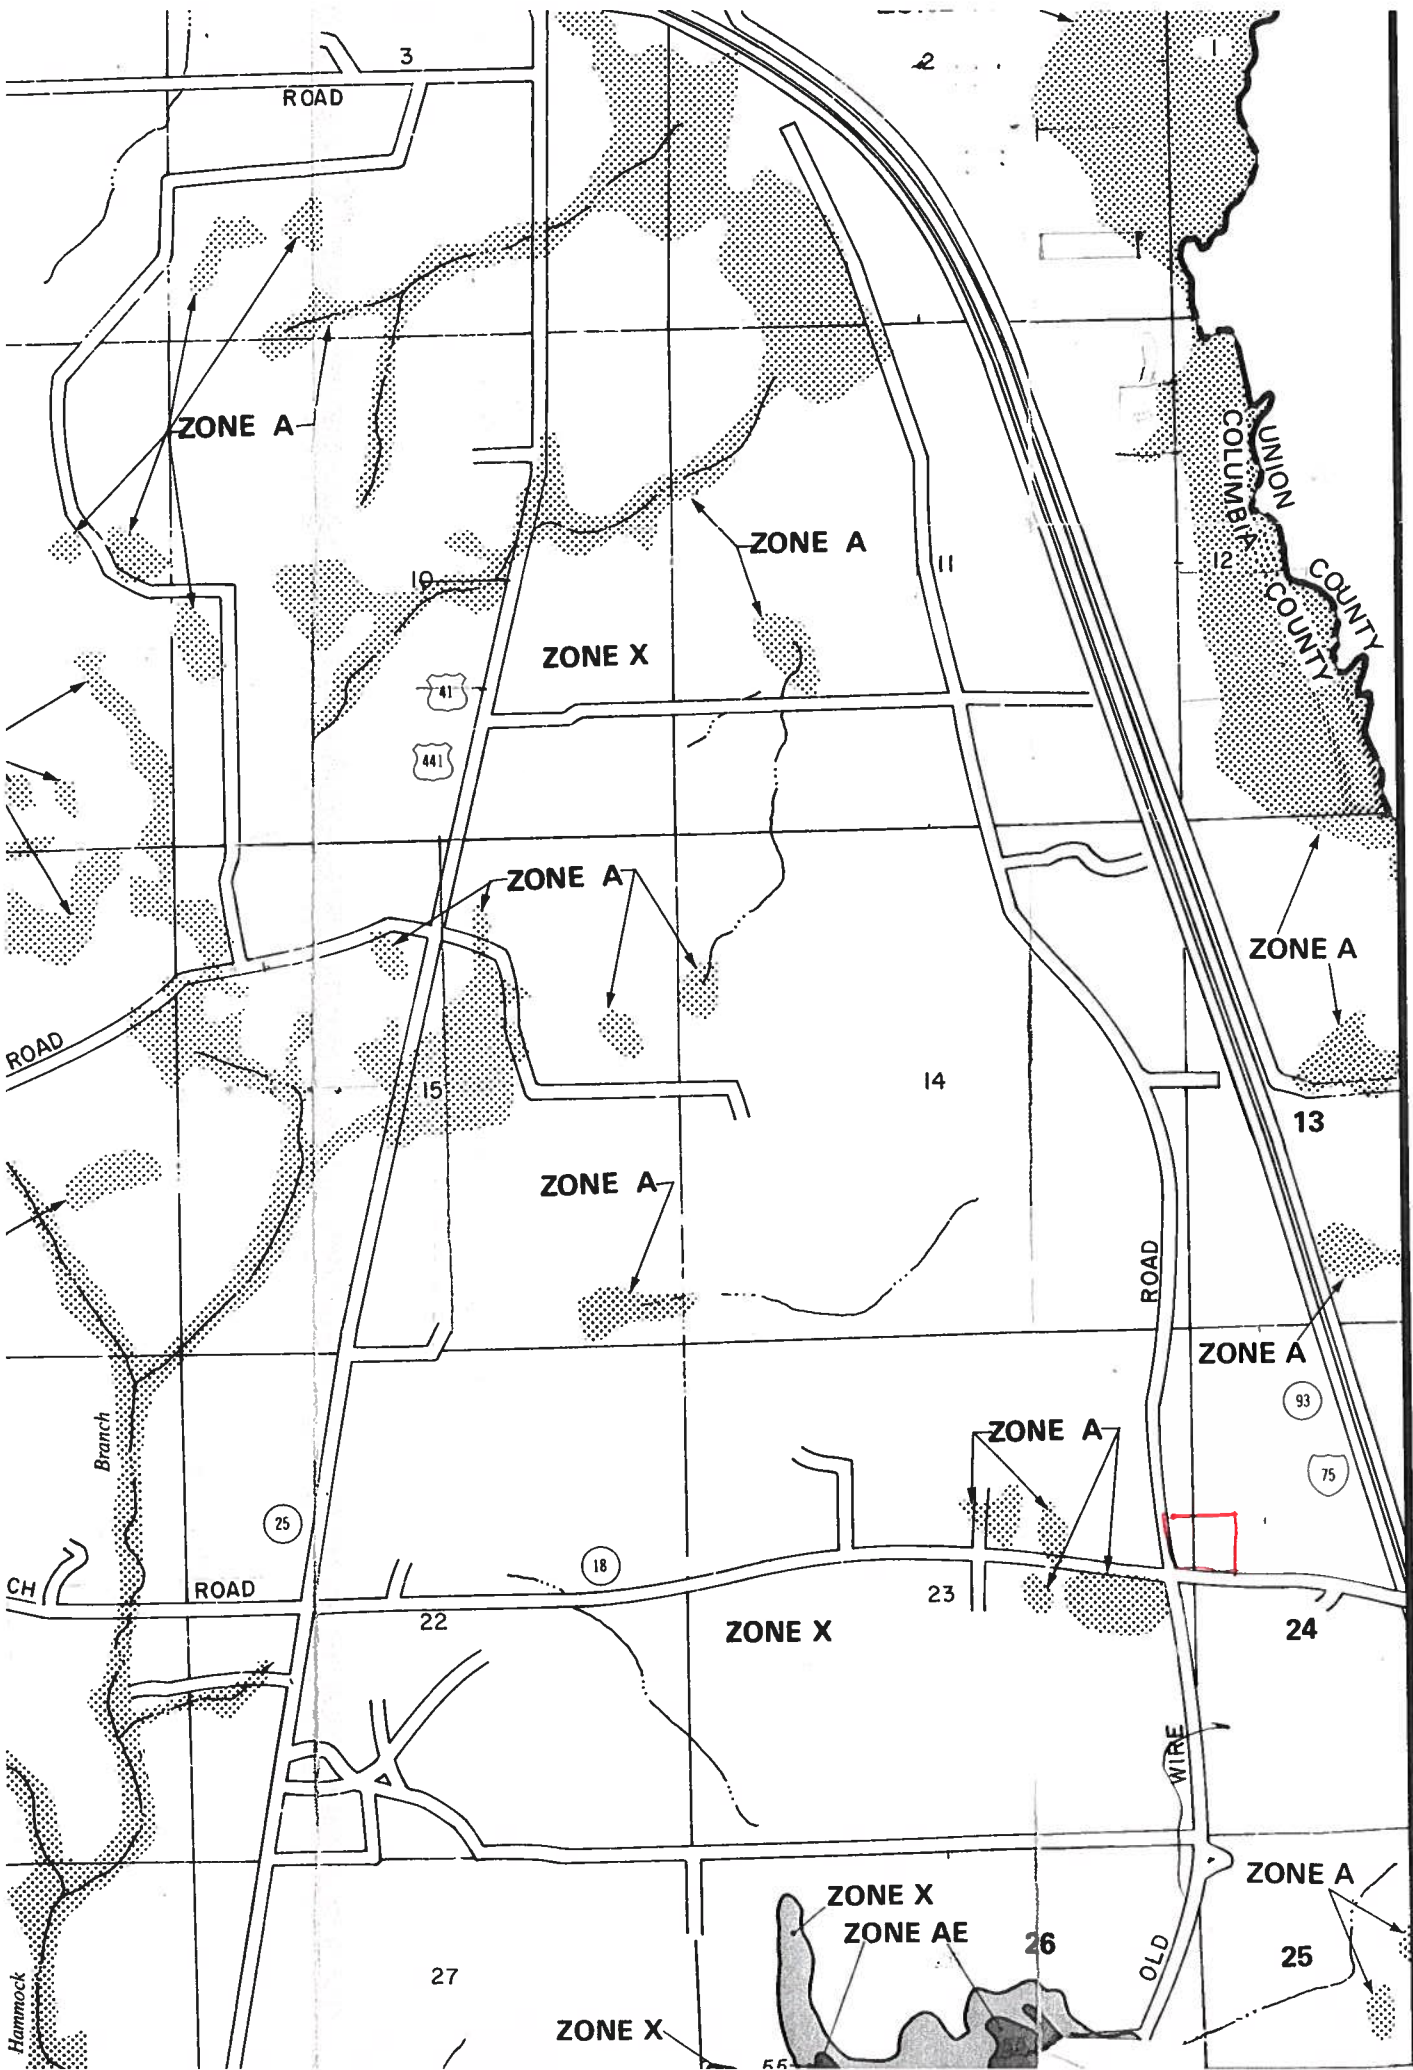 3
2
1
ROAD
ZONE A
UNION
COLUMBIA
COUNTY
COUNTY
12
ZONE A
11
10
ZONE X
41
441
ZONE A
ZONE A
ROAD
15
14
13
ZONE A
ROAD
ZONE A
93
Branch
ZONE A
75
25
18
CH
ROAD
22
23
24
ZONE X
WIRE
ZONE A
ZONE X
ZONE AE
26
25
OLD
27
Hammock
ZONE X
55